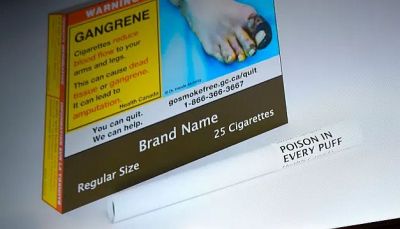 WARNING
GANGRENE
Cigarettes reduce
blood flow to your
arms and legs.
This can cause dead
tissue or gangrene.
It can lead to
amputation.
Health Canada
gosmokefree.gc.ca/quit
1-866-366-3667
You can quit.
We can help.
Brand Name
Regular Size
25 Cigarettes
POISON IN
EVERY PUFF